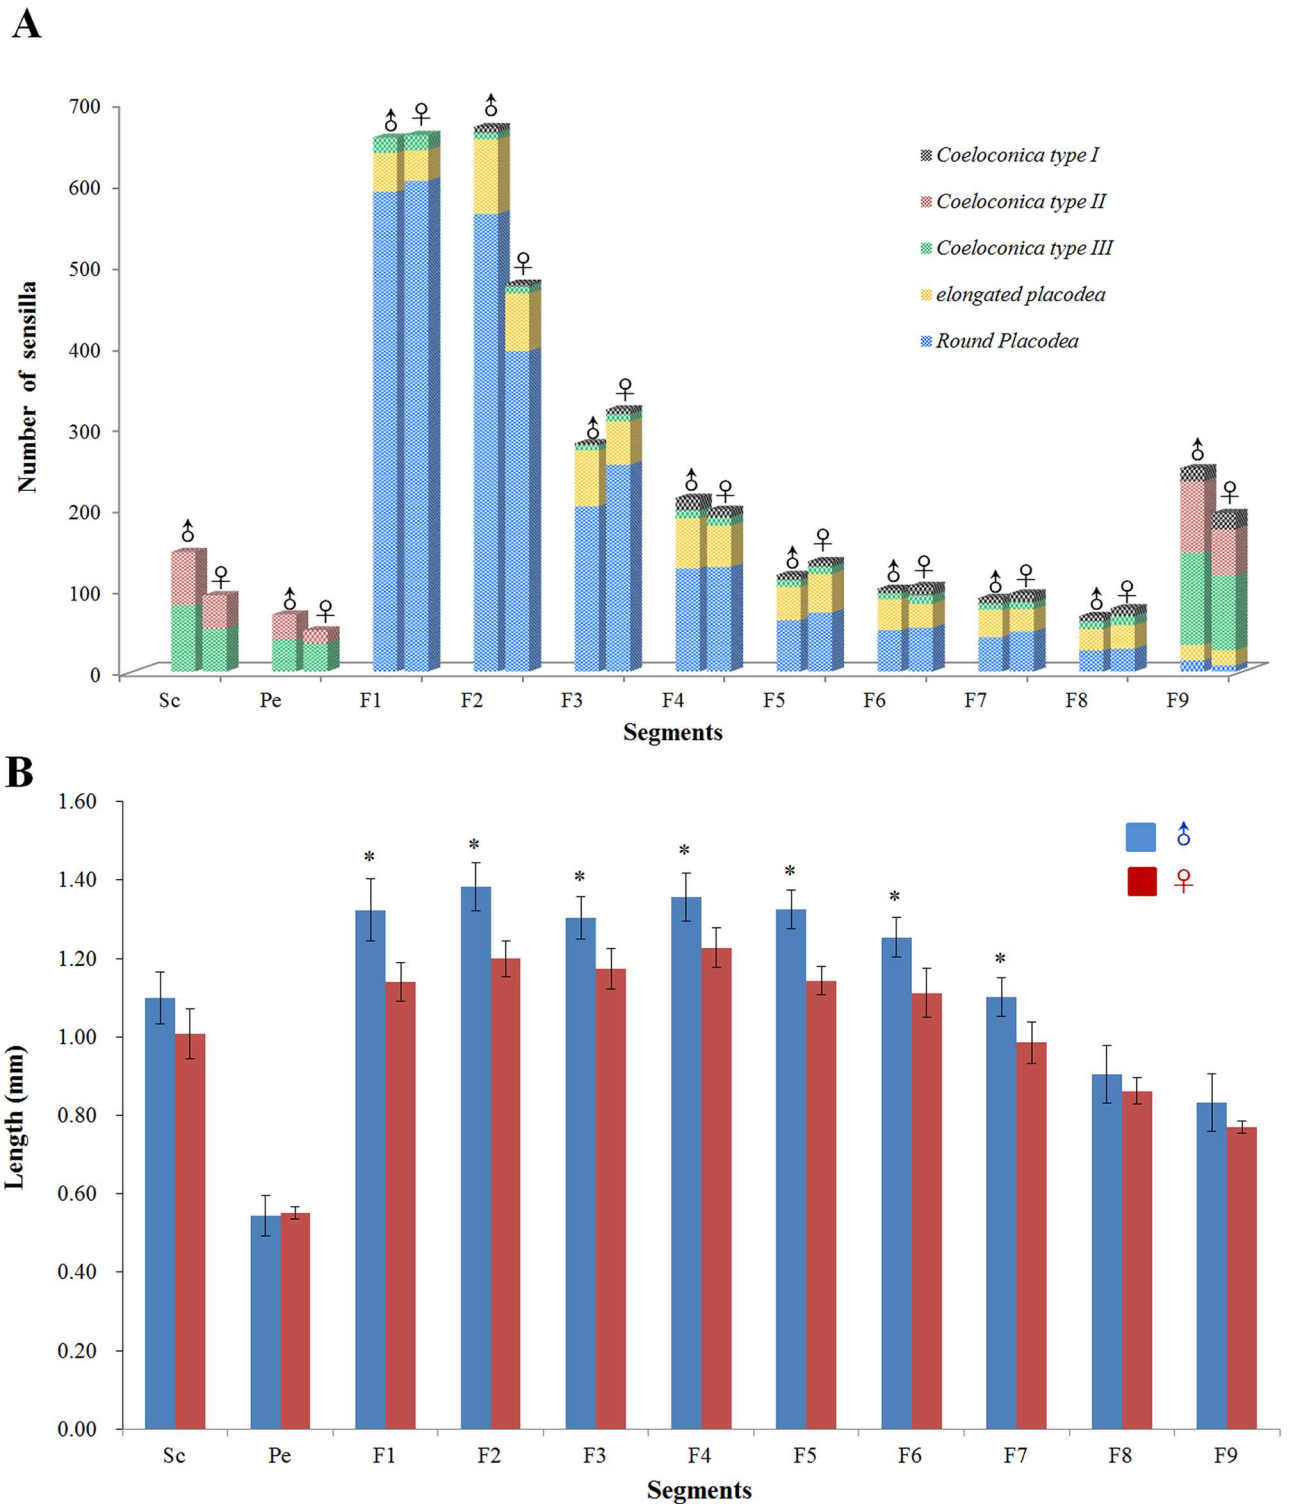 A
700
600
500
400
300
200
100
0
Number of sensilla
♂ ♀ ♂ ♀ ♂ ♀ ♂ ♀ ♂ ♀ ♂ ♀ ♂ ♀ ♂ ♀ ♂ ♀ ♂ ♀ ♂ ♀
Coeloconica type I
Coeloconica type II
Coeloconica type III
elongated placodea
Round Placodea
Sc Pe F1 F2 F3 F4 F5 F6 F7 F8 F9
Segments
B
1.60
1.40
1.20
1.00
0.80
0.60
0.40
0.20
0.00
Length (mm)
* * * * * * *
♂
♀
Sc Pe F1 F2 F3 F4 F5 F6 F7 F8 F9
Segments